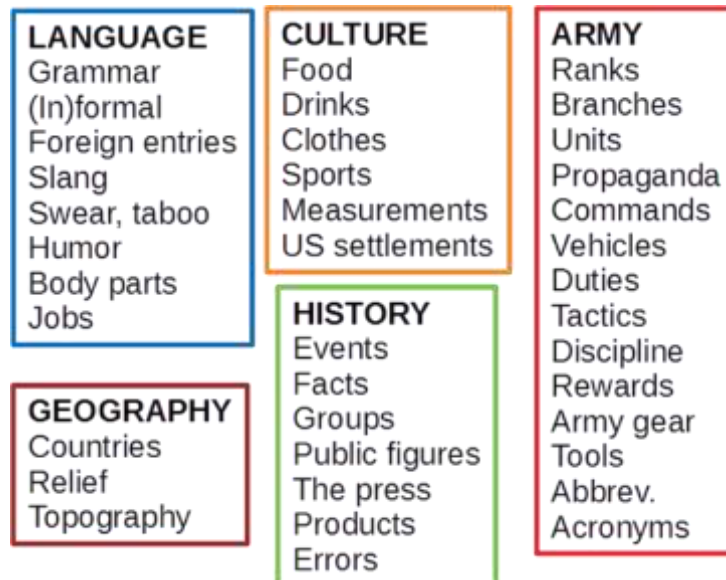 LANGUAGE
Grammar
(In)formal
Foreign entries
Slang
Swear, taboo
Humor
Body parts
Jobs
GEOGRAPHY
Countries
Relief
Topography
CULTURE
Food
Drinks
Clothes
Sports
Measurements
US settlements
HISTORY
Events
Facts
Groups
Public figures
The press
Products
Errors
ARMY
Ranks
Branches
Units
Propaganda
Commands
Vehicles
Duties
Tactics
Discipline
Rewards
Army gear
Tools
Abbrev.
Acronyms